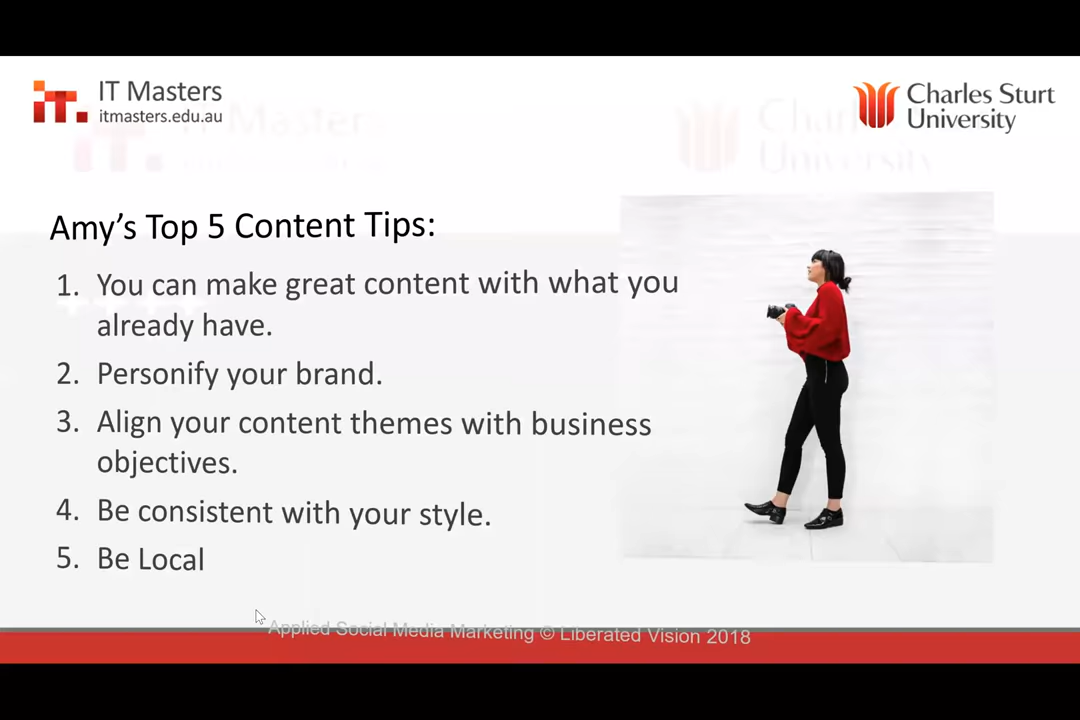 IT Masters
itmasters.edu.au
Charles Sturt
University
Amy's Top 5 Content Tips:
1. You can make great content with what you
already have.
2. Personify your brand.
3. Align your content themes with business
objectives.
4. Be consistent with your style.
5. Be Local
Applied Social Media Marketing © Liberated Vision 2018